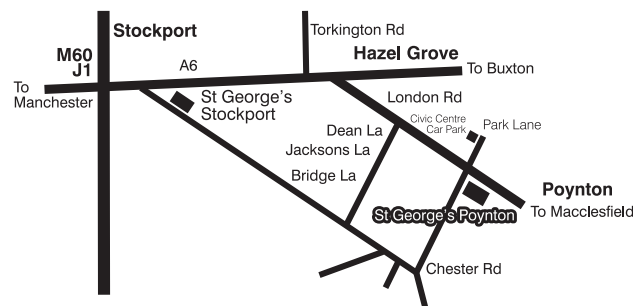 Stockport
Torkington Rd
M60
J1
A6
Hazel Grove
To Buxton
To
Manchester
St George's
Stockport
London Rd
Civic Centre
Car Park
Park Lane
Dean La
Jacksons La
Bridge La
Poynton
St George's Poynton
To Macclesfield
Chester Rd